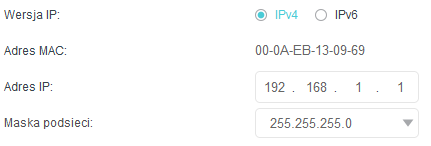 Wersja IP: IPv4 IPv6
Adres MAC: 00-0A-EB-13-09-69
Adres IP: 192 . 168 . 1 . 1
Maska podsieci: 255.255.255.0